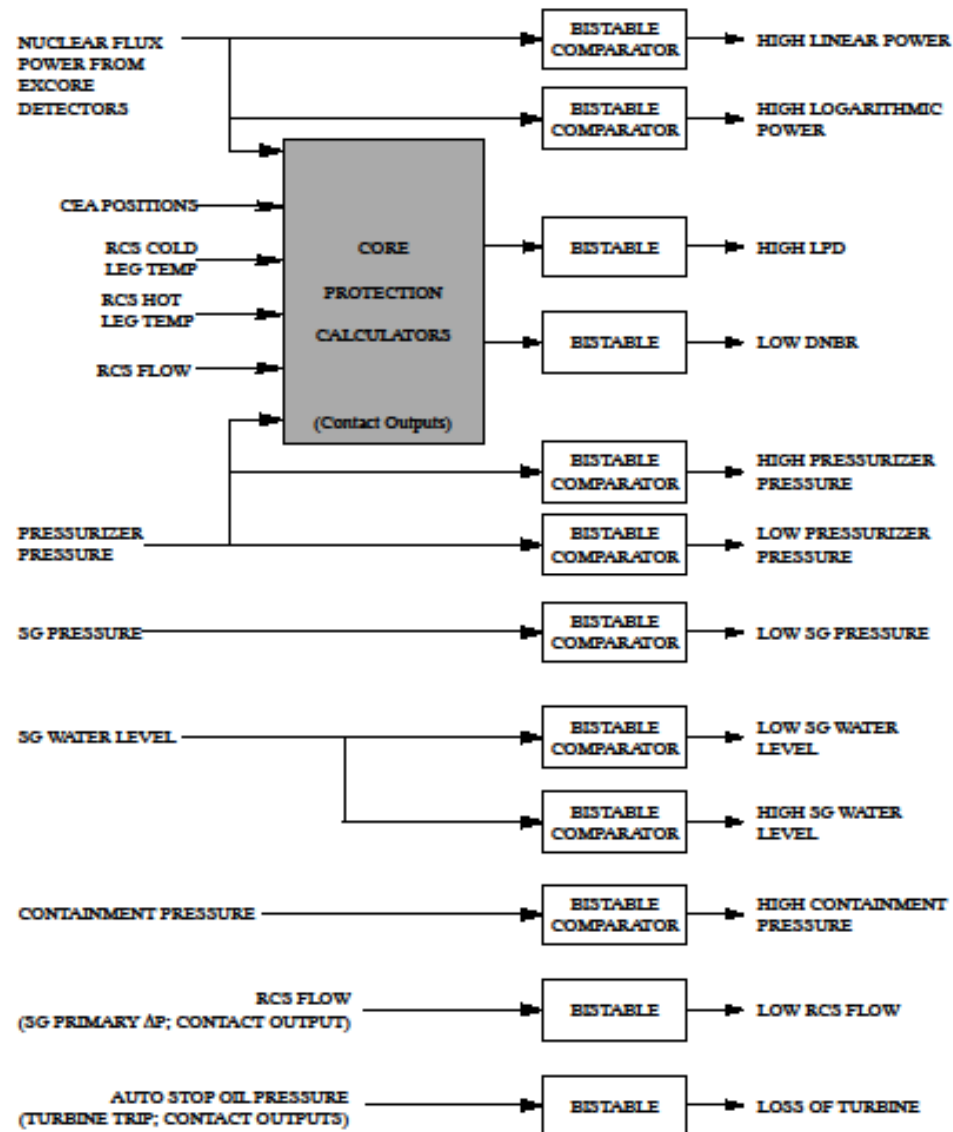 NUCLEAR FLUX
POWER FROM
EXCORE
DETECTORS
BISTABLE
COMPARATOR
HIGH LINEAR POWER
BISTABLE
COMPARATOR
HIGH LOGARITHMIC
POWER
CEA POSITIONS
RCS COLD
LEG TEMP
RCS HOT
LEG TEMP
RCS FLOW
CORE
PROTECTION
CALCULATORS
(Contact Outputs)
BISTABLE
HIGH LPD
BISTABLE
LOW DNBR
PRESSURIZER
PRESSURE
BISTABLE
COMPARATOR
HIGH PRESSURIZER
PRESSURE
BISTABLE
COMPARATOR
LOW PRESSURIZER
PRESSURE
SG PRESSURE
BISTABLE
COMPARATOR
LOW SG PRESSURE
SG WATER LEVEL
BISTABLE
COMPARATOR
LOW SG WATER
LEVEL
BISTABLE
COMPARATOR
HIGH SG WATER
LEVEL
CONTAINMENT PRESSURE
BISTABLE
COMPARATOR
HIGH CONTAINMENT
PRESSURE
RCS FLOW
(SG PRIMARY ΔP; CONTACT OUTPUT)
BISTABLE
LOW RCS FLOW
AUTO STOP OIL PRESSURE
(TURBINE TRIP; CONTACT OUTPUTS)
BISTABLE
LOSS OF TURBINE